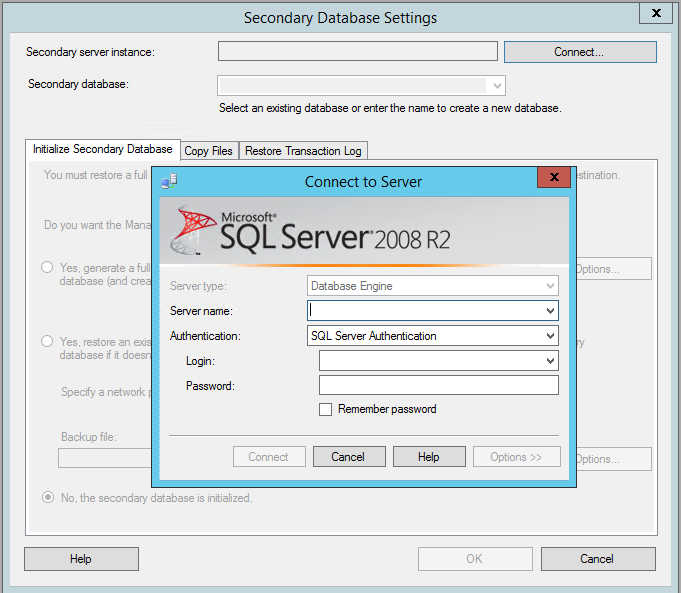 Secondary Database Settings
x
Secondary server instance:
Connect...
Secondary database:
Select an existing database or enter the name to create a new database.
Initialize Secondary Database
Copy Files
Restore Transaction Log
You must restore a full
stination.
Do you want the Mana
Yes, generate a full
database (and crea
Options...
Yes, restore an exis
ry
database if it doesn
Specify a network p
Backup file:
Options...
No, the secondary database is initialized.
Connect to Server
x
Microsoft®
SQL Server® 2008 R2
Server type:
Database Engine
Server name:
Authentication:
SQL Server Authentication
Login:
Password:
Remember password
Connect
Cancel
Help
Options >>
Help
OK
Cancel